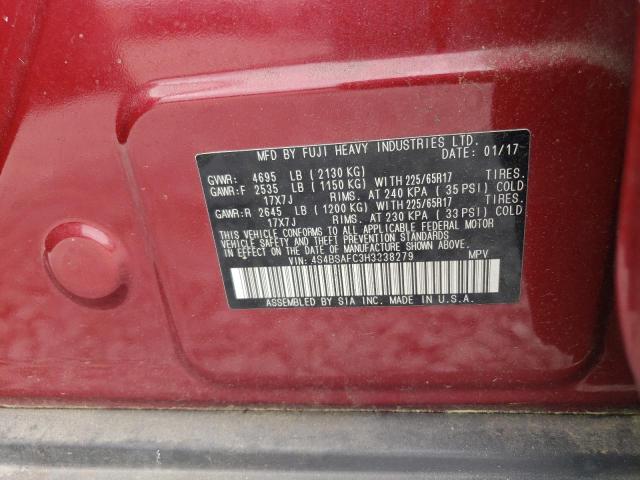 MFD BY FUJI HEAVY INDUSTRIES LTD.
DATE: 01/17
GVWR: 4695 LB ( 2130 KG)
GAWR:F 2535 LB ( 1150 KG) WITH 225/65R17 TIRES.
17X7J RIMS. AT 240 KPA ( 35 PSI) COLD
GAWR:R 2645 LB ( 1200 KG) WITH 225/65R17 TIRES.
17X7J RIMS. AT 230 KPA ( 33 PSI) COLD
THIS VEHICLE CONFORMS TO ALL APPLICABLE FEDERAL MOTOR
VEHICLE SAFETY AND THEFT PREVENTION STANDARDS
IN EFFECT ON THE DATE OF MANUFACTURE SHOWN ABOVE.
VIN: 4S4BSAFC3H3238279 MPV
ASSEMBLED BY SIA INC. MADE IN U.S.A.